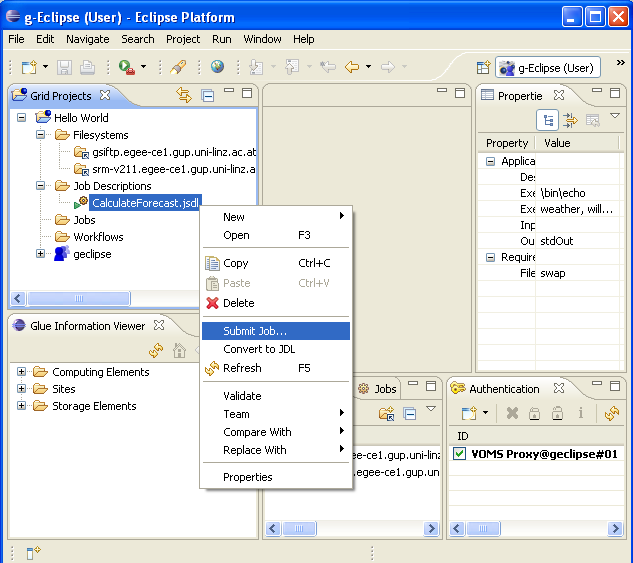 g-Eclipse (User) - Eclipse Platform
File Edit Navigate Search Project Run Window Help
g-Eclipse (User)
Grid Projects
Hello World
Filesystems
gsiftp.egee-ce1.gup.uni-linz.ac.at
srm-v211.egee-ce1.gup.uni-linz.a
Job Descriptions
CalculateForecast.jsdl
Jobs
Workflows
geclipse
New
Open F3
Copy Ctrl+C
Paste Ctrl+V
Delete
Submit Job...
Convert to JDL
Refresh F5
Validate
Team
Compare With
Replace With
Properties
Propertie
Property Value
Applica
De
Exe \bin\echo
Exe weather, will...
Inp
Ou stdOut
Require
File swap
Glue Information Viewer
Computing Elements
Sites
Storage Elements
Jobs
ee-ce1.gup.uni-linz
.egee-ce1.gup.un
Authentication
ID
VOMS Proxy@geclipse#01